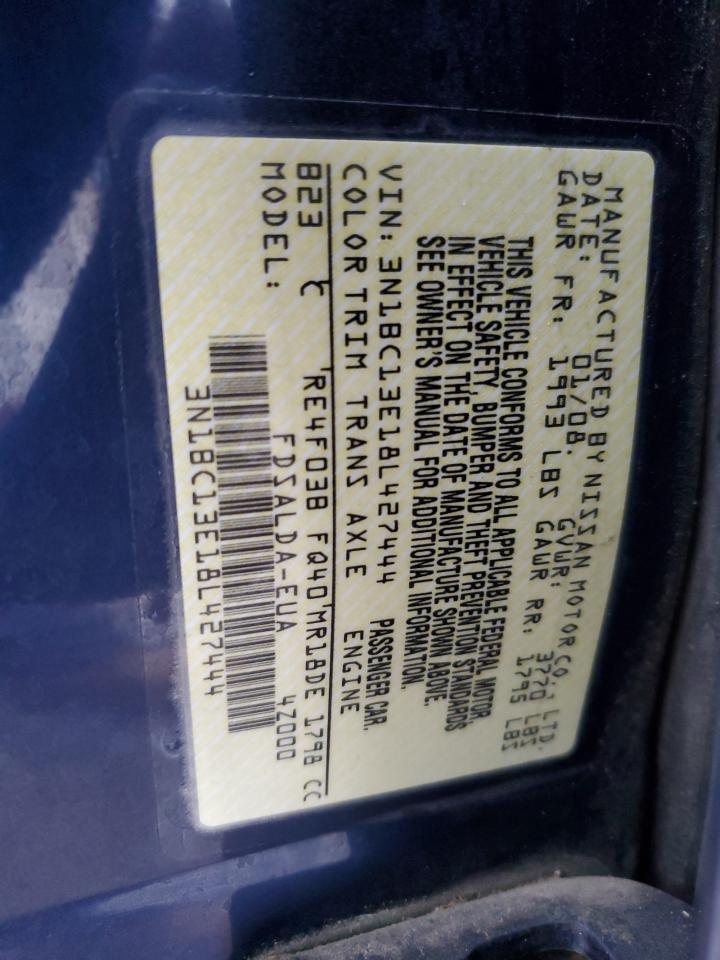 MANUFACTURED BY NISSAN MOTOR CO., LTD.
DATE: 01/08. GVWR: 3770 LBS
GAWR FR: 1993 LBS GAWR RR: 1795 LBS
THIS VEHICLE CONFORMS TO ALL APPLICABLE FEDERAL MOTOR
VEHICLE SAFETY, BUMPER AND THEFT PREVENTION STANDARDS
IN EFFECT ON THE DATE OF MANUFACTURE SHOWN ABOVE.
SEE OWNER'S MANUAL FOR ADDITIONAL INFORMATION.
VIN: 3N1BC13E18L427444 PASSENGER CAR.
COLOR TRIM TRANS AXLE ENGINE
B23 C RE4F03B FQ40 MR18DE 1798 CC
MODEL: FDSALDA-EUA 4Z000
3N1BC13E18L427444